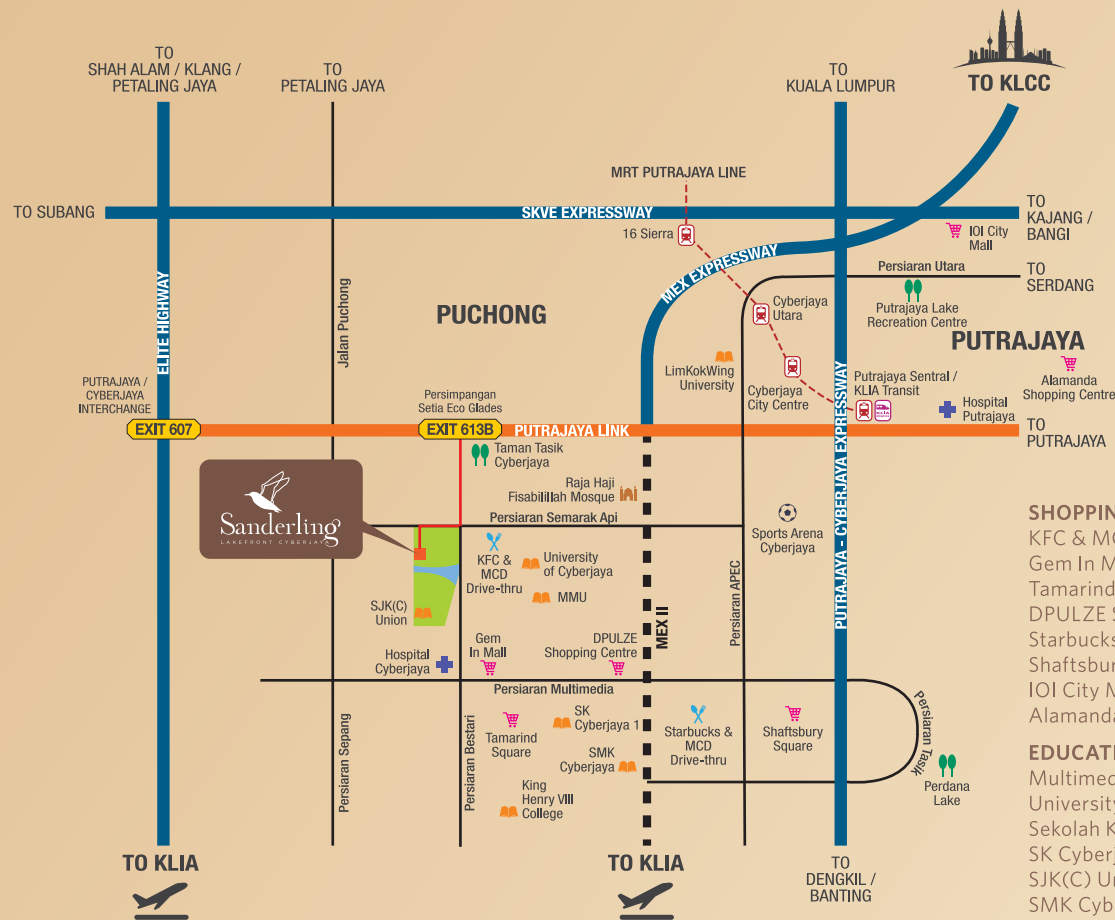 TO KLCC
TO
SHAH ALAM / KLANG /
PETALING JAYA
TO
PETALING JAYA
TO
KUALA LUMPUR
MRT PUTRAJAYA LINE
TO SUBANG
SKVE EXPRESSWAY
TO
KAJANG /
BANGI
16 Sierra
IOI City
Mall
MEX EXPRESSWAY
Persiaran Utara
TO
SERDANG
ELITE HIGHWAY
Jalan Puchong
PUCHONG
Cyberjaya
Utara
Putrajaya Lake
Recreation Centre
PUTRAJAYA
LimKokWing
University
Cyberjaya
City Centre
Putrajaya Sentral /
KLIA Transit
Alamanda
Shopping Centre
Hospital
Putrajaya
PUTRAJAYA /
CYBERJAYA
INTERCHANGE
Persimpangan
Setia Eco Glades
EXIT 607
EXIT 613B
PUTRAJAYA LINK
TO
PUTRAJAYA
Taman Tasik
Cyberjaya
Raja Haji
Fisabilillah Mosque
Sanderling
LAKEFRONT CYBERJAYA
Persiaran Semarak Api
Sports Arena
Cyberjaya
KFC &
MCD
Drive-thru
University
of Cyberjaya
MMU
SJK(C)
Union
MEX II
Persiaran APEC
PUTRAJAYA - CYBERJAYA EXPRESSWAY
Hospital
Cyberjaya
Gem
In Mall
DPULZE
Shopping Centre
Persiaran Multimedia
Persiaran Sepang
Persiaran Bestari
Tamarind
Square
SK
Cyberjaya 1
SMK
Cyberjaya
King
Henry VIII
College
Starbucks &
MCD
Drive-thru
Shaftsbury
Square
Persiaran Tasik
Perdana
Lake
TO KLIA
TO KLIA
TO
DENGKIL /
BANTING
SHOPPIN
KFC & MC
Gem In M
Tamarind
DPULZE S
Starbucks
Shaftsbur
IOI City M
Alamanda
EDUCATI
Multimed
University
Sekolah K
SK Cyberj
SJK(C) Un
SMK Cyb